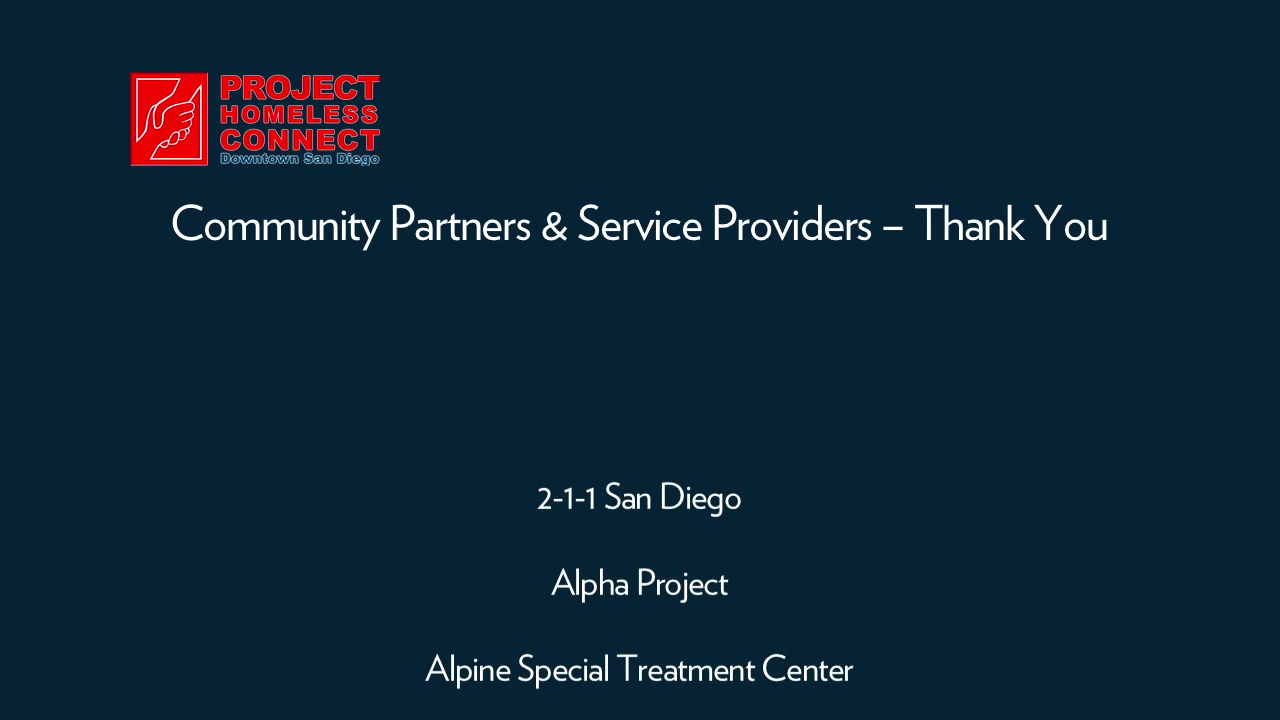 PROJECT
HOMELESS
CONNECT
Downtown San Diego
Community Partners & Service Providers – Thank You
2-1-1 San Diego
Alpha Project
Alpine Special Treatment Center